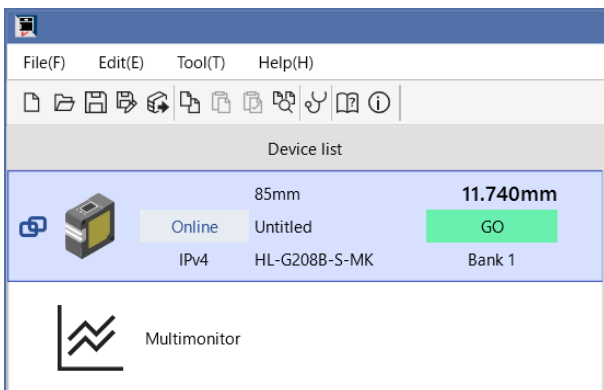 File(F) Edit(E) Tool(T) Help(H)
Device list
85mm 11.740mm
Online Untitled GO
IPv4 HL-G208B-S-MK Bank 1
Multimonitor